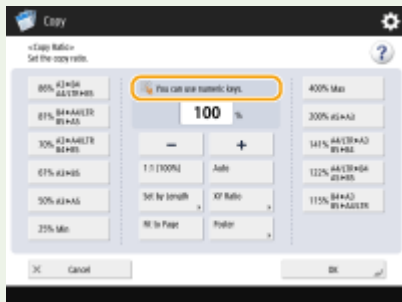 Copy
<Copy Ratio>
Set the copy ratio.
?
86% A3►B4
A4/LTR►B5
81% B4►A4/LTR
B5►A5
70% A3►A4/LTR
B4►B5
61% A3►B5
50% A3►A5
25% Min
You can use numeric keys.
100 %
−
+
1:1 (100%)
Auto
Set by Length
XY Ratio
Fit to Page
Poster
400% Max
200% A5►A3
141% A4/LTR►A3
B5►B4
122% A4/LTR►B4
A5►B5
115% B4►A3
B5►A4/LTR
Cancel
OK